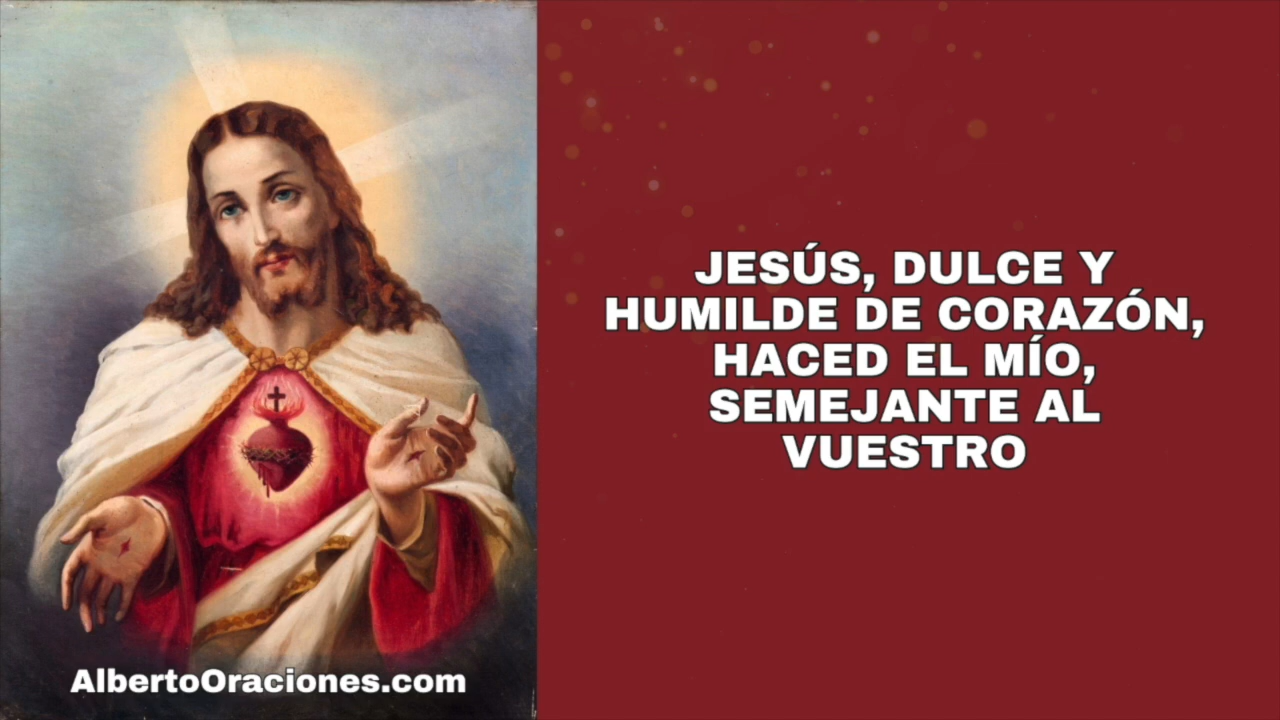 JESÚS, DULCE Y
HUMILDE DE CORAZÓN,
HACED EL MÍO,
SEMEJANTE AL
VUESTRO
AlbertoOraciones.com